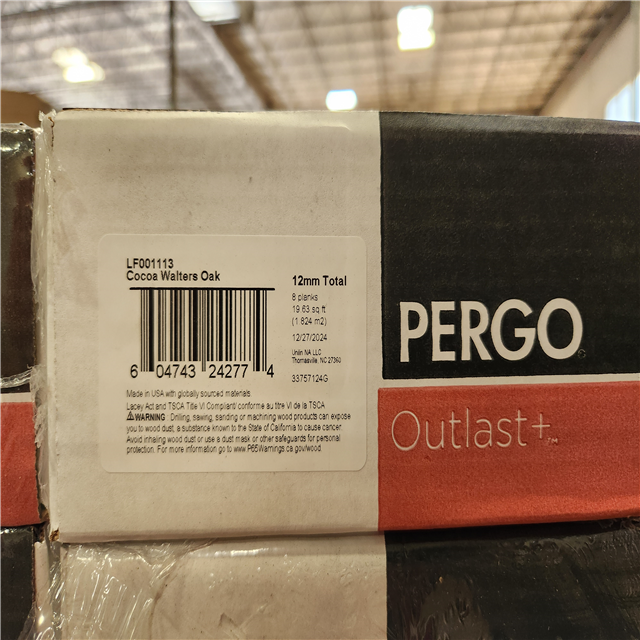 LF001113
Cocoa Walters Oak
6 04743 24277 4
12mm Total
8 planks
19.63 sq ft
(1.824 m2)
12/27/2024
Unilin NA LLC
Thomasville, NC 27360
33757124G
Made in USA with globally sourced materials
Lacey Act and TSCA Title VI Compliant/ conforme au titre VI de la TSCA
⚠WARNING Drilling, sawing, sanding or machining wood products can expose
you to wood dust, a substance known to the State of California to cause cancer.
Avoid inhaling wood dust or use a dust mask or other safeguards for personal
protection. For more information go to www.P65Warnings.ca.gov/wood.
PERGO
Outlast+™